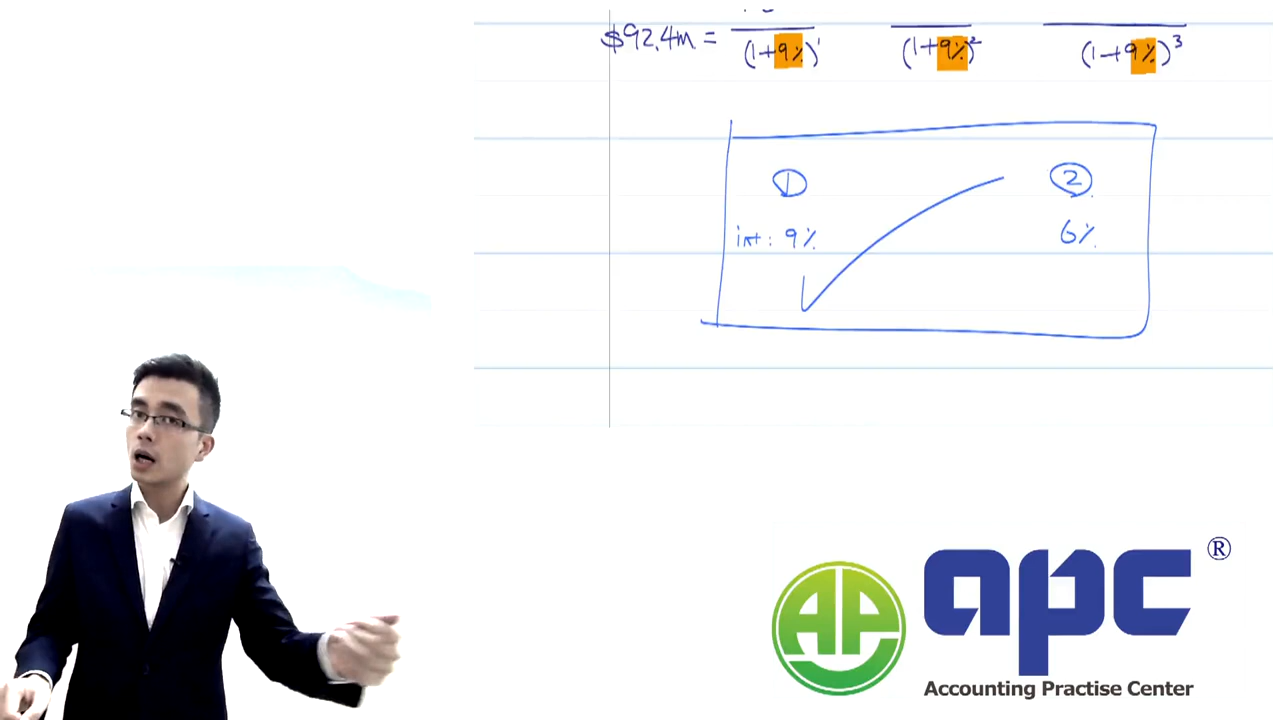 $92.4m =
(1+9%)¹ (1+9%)² (1+9%)³
① ②
int: 9% 6%
AP apc ®
Accounting Practise Center